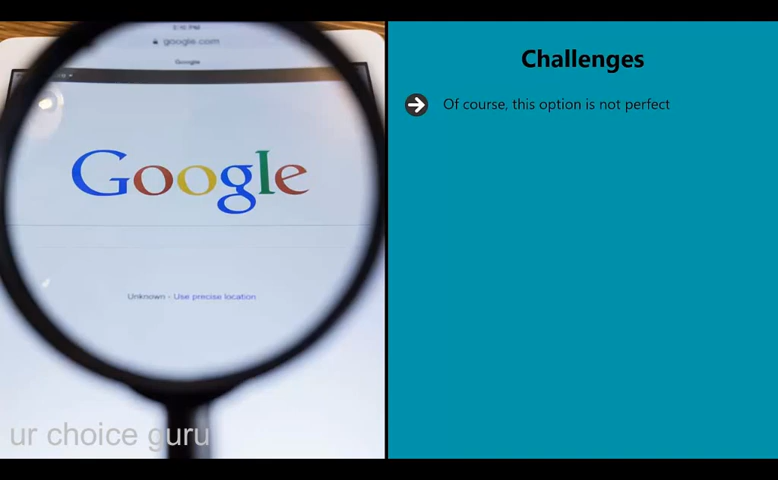 google.com
Google
Google
Unknown - Use precise location
ur choice guru
Challenges
Of course, this option is not perfect